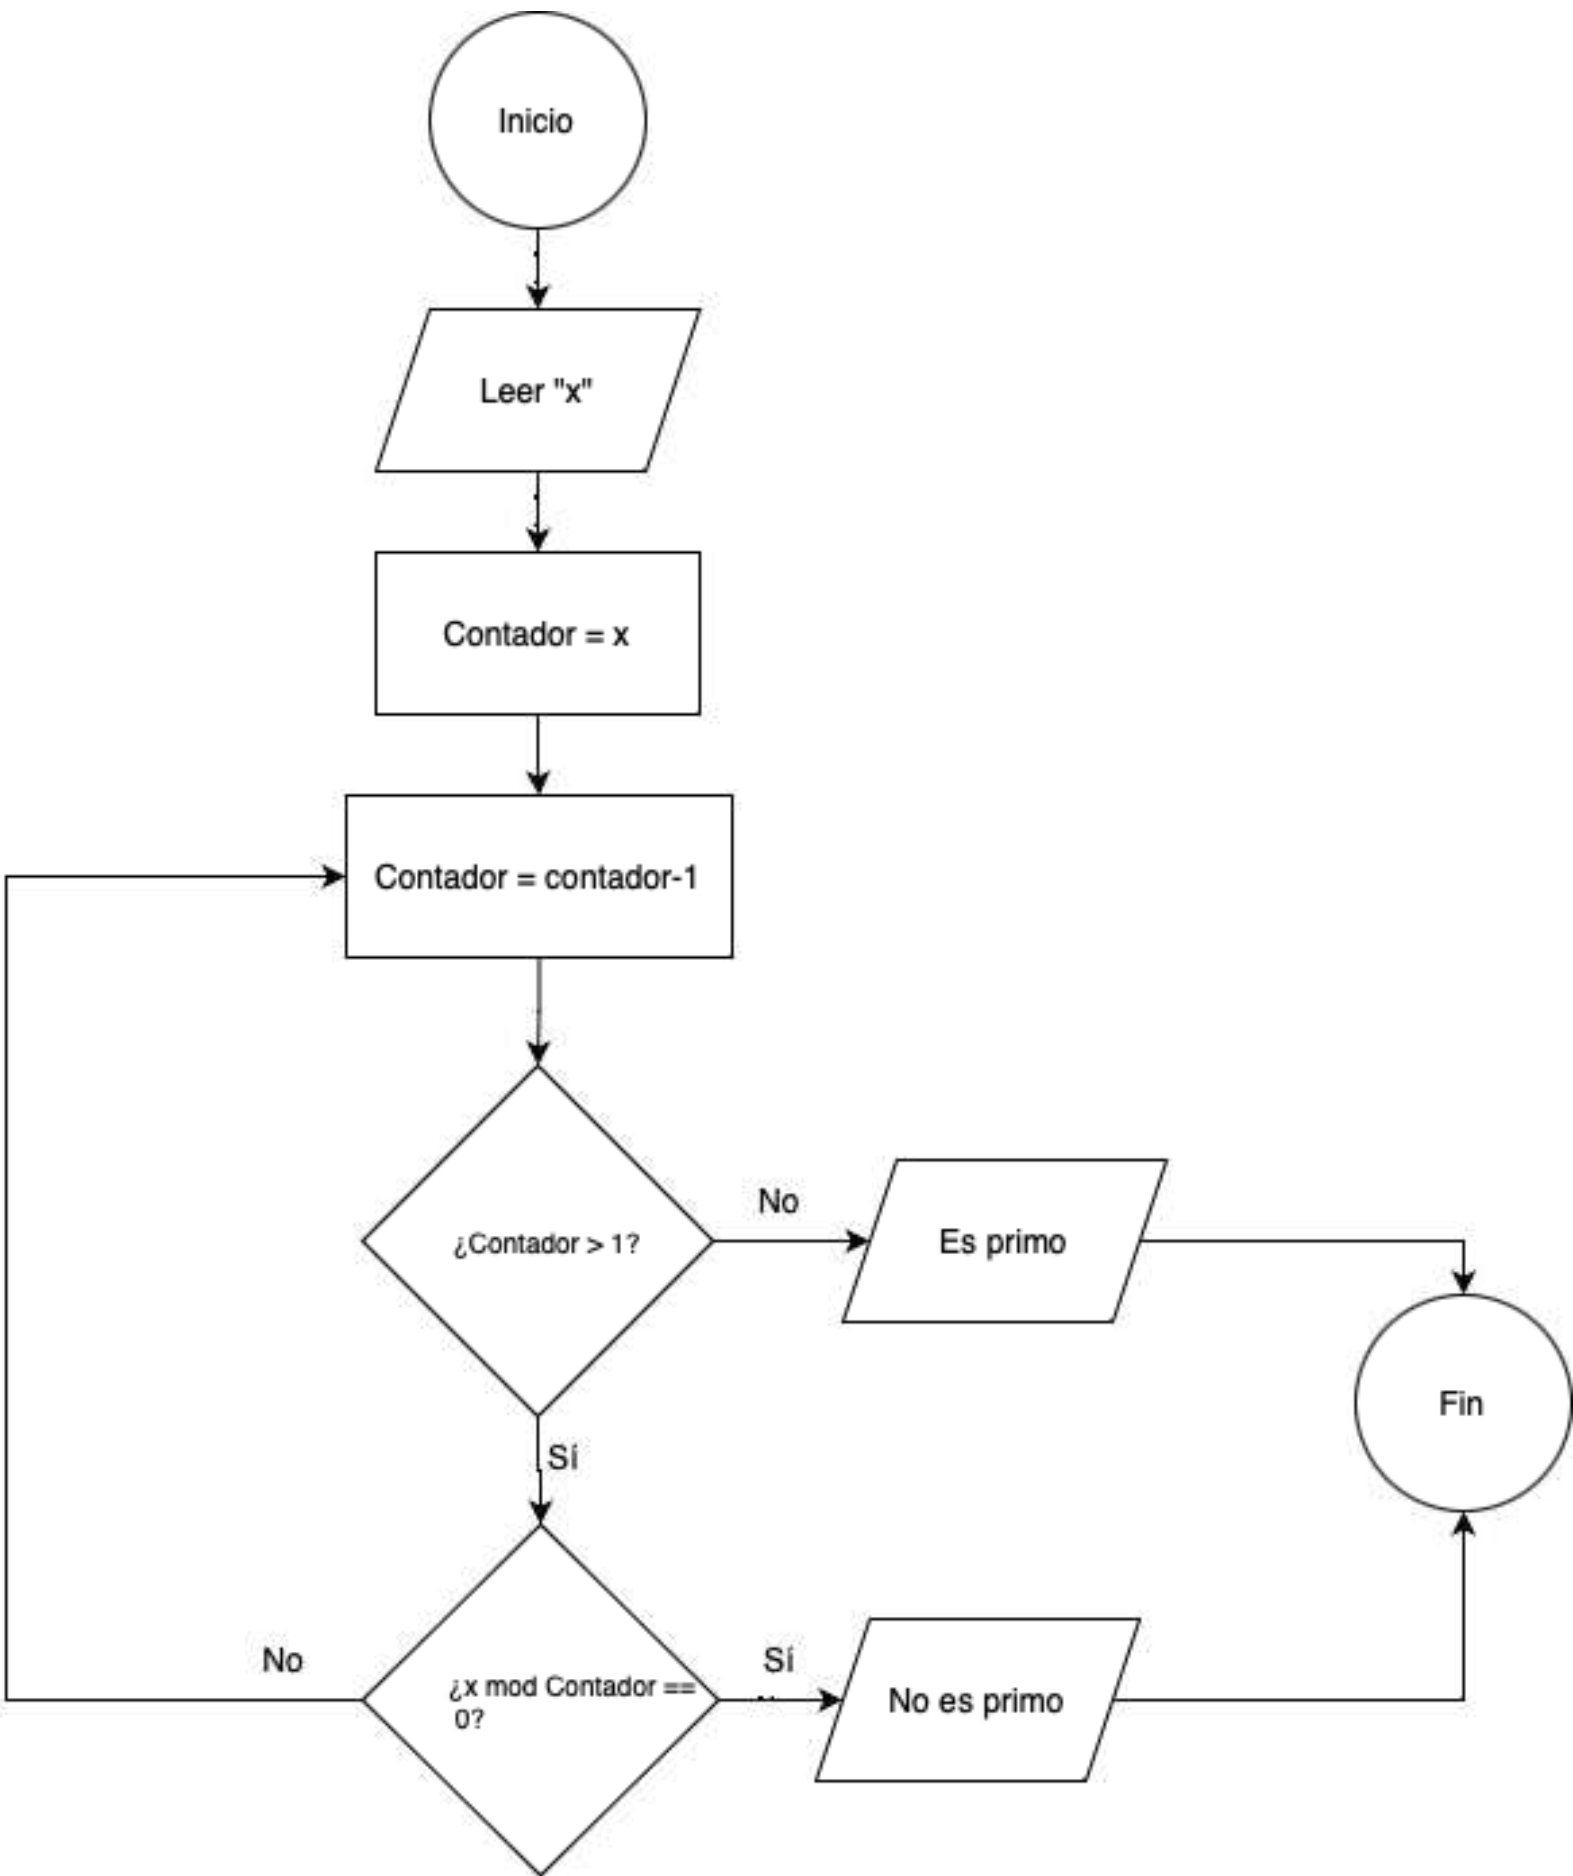 Inicio
Leer "x"
Contador = x
Contador = contador-1
¿Contador > 1?
No
Es primo
Fin
Sí
¿x mod Contador ==
0?
No
Sí
No es primo